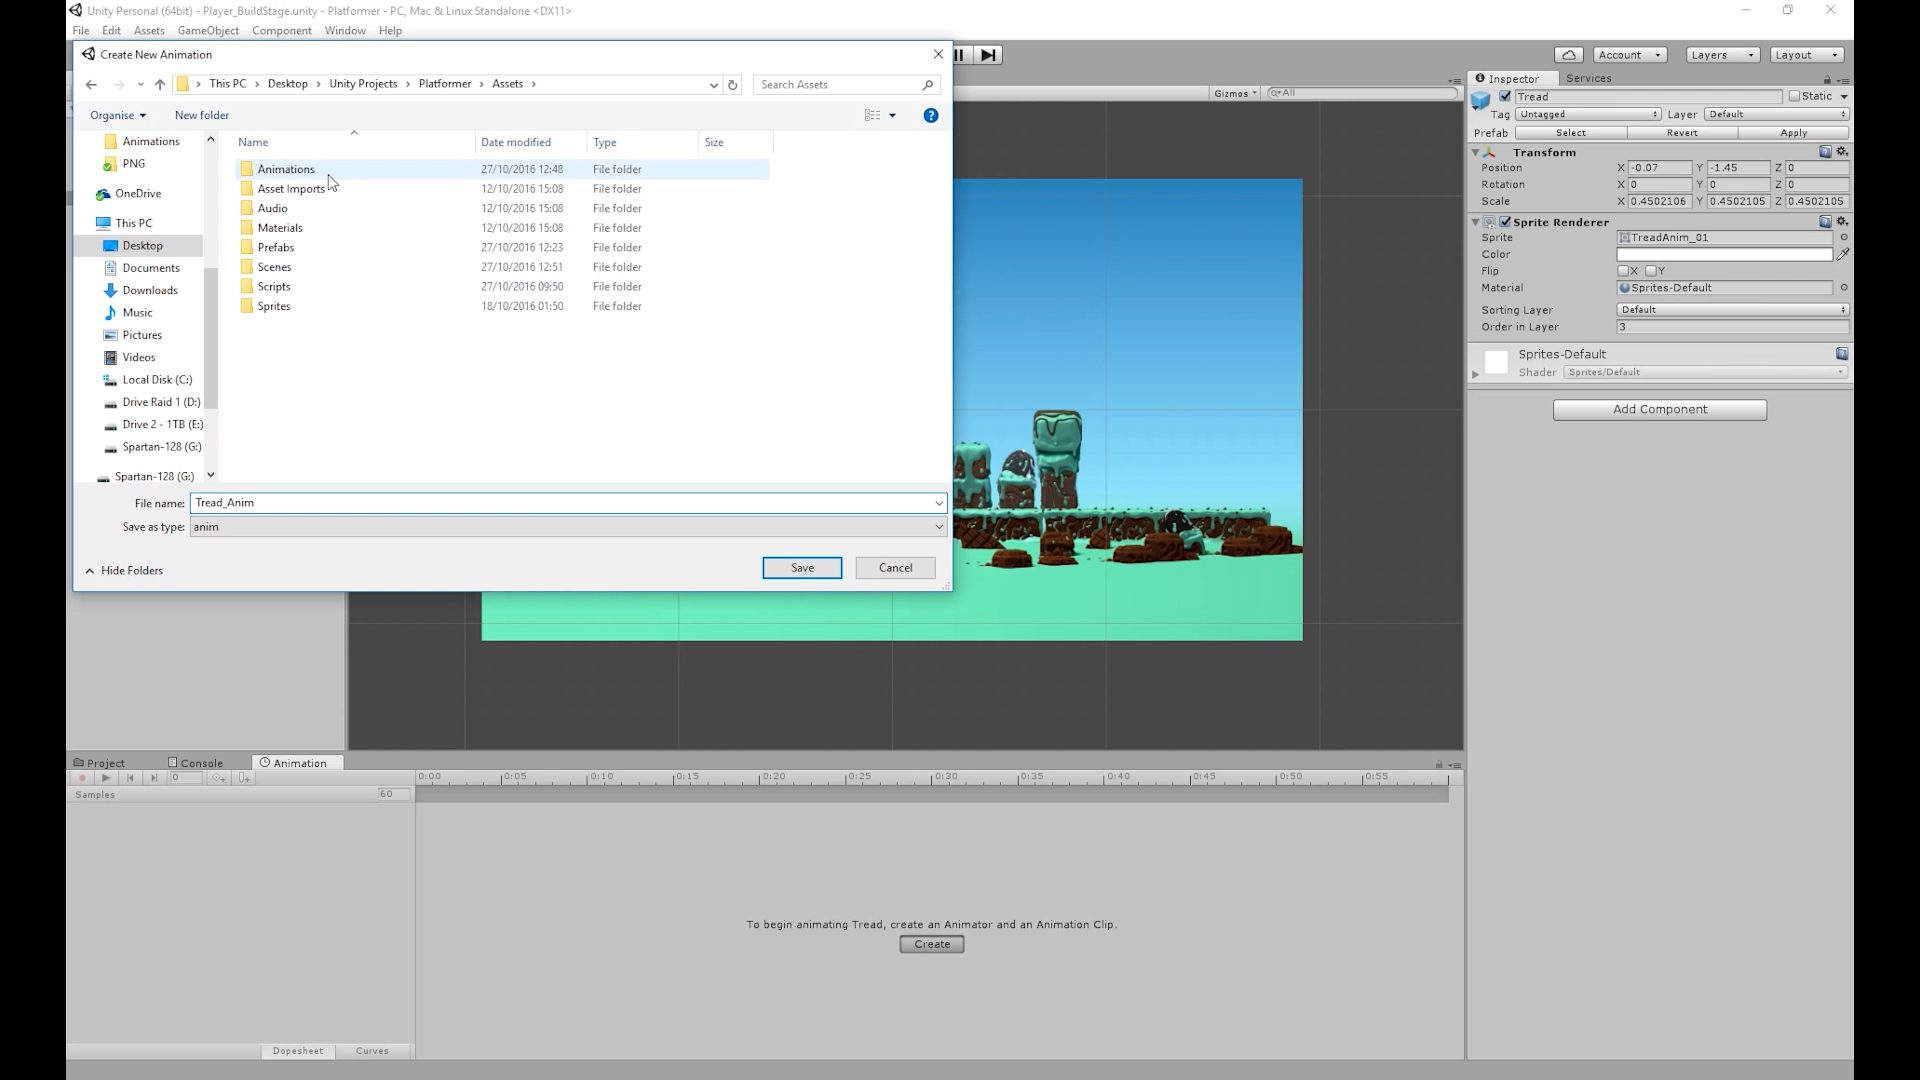 Unity Personal (64bit) - Player_BuildStage.unity - Platformer - PC, Mac & Linux Standalone <DX11>
File Edit Assets GameObject Component Window Help
Create New Animation
This PC > Desktop > Unity Projects > Platformer > Assets >
Search Assets
Account
Layers
Layout
Organise
New folder
Gizmos
All
Name
Date modified
Type
Size
Animations
PNG
OneDrive
This PC
Desktop
Documents
Downloads
Music
Pictures
Videos
Local Disk (C:)
Drive Raid 1 (D:)
Drive 2 - 1TB (E:)
Spartan-128 (G:)
Spartan-128 (G:)
Animations 27/10/2016 12:48 File folder
Asset Imports 12/10/2016 15:08 File folder
Audio 12/10/2016 15:08 File folder
Materials 12/10/2016 15:08 File folder
Prefabs 27/10/2016 12:23 File folder
Scenes 27/10/2016 12:51 File folder
Scripts 27/10/2016 09:50 File folder
Sprites 18/10/2016 01:50 File folder
File name: Tread_Anim
Save as type: anim
Hide Folders
Save
Cancel
Inspector Services
Tread Static
Tag Untagged Layer Default
Prefab Select Revert Apply
Transform
Position X -0.07 Y -1.45 Z 0
Rotation X 0 Y 0 Z 0
Scale X 0.4502106 Y 0.4502105 Z 0.4502105
Sprite Renderer
Sprite TreadAnim_01
Color
Flip X Y
Material Sprites-Default
Sorting Layer Default
Order in Layer 3
Sprites-Default
Shader Sprites/Default
Add Component
Project Console Animation
0 0:00 0:05 0:10 0:15 0:20 0:25 0:30 0:35 0:40 0:45 0:50 0:55
Samples 60
To begin animating Tread, create an Animator and an Animation Clip.
Create
Dopesheet Curves